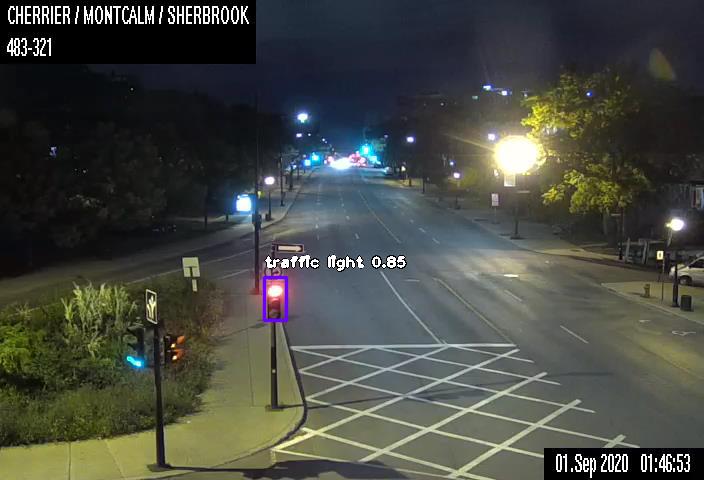 CHERRIER / MONTCALM / SHERBROOK
483-321
traffic light 0.85
01.Sep 2020 01:46:53